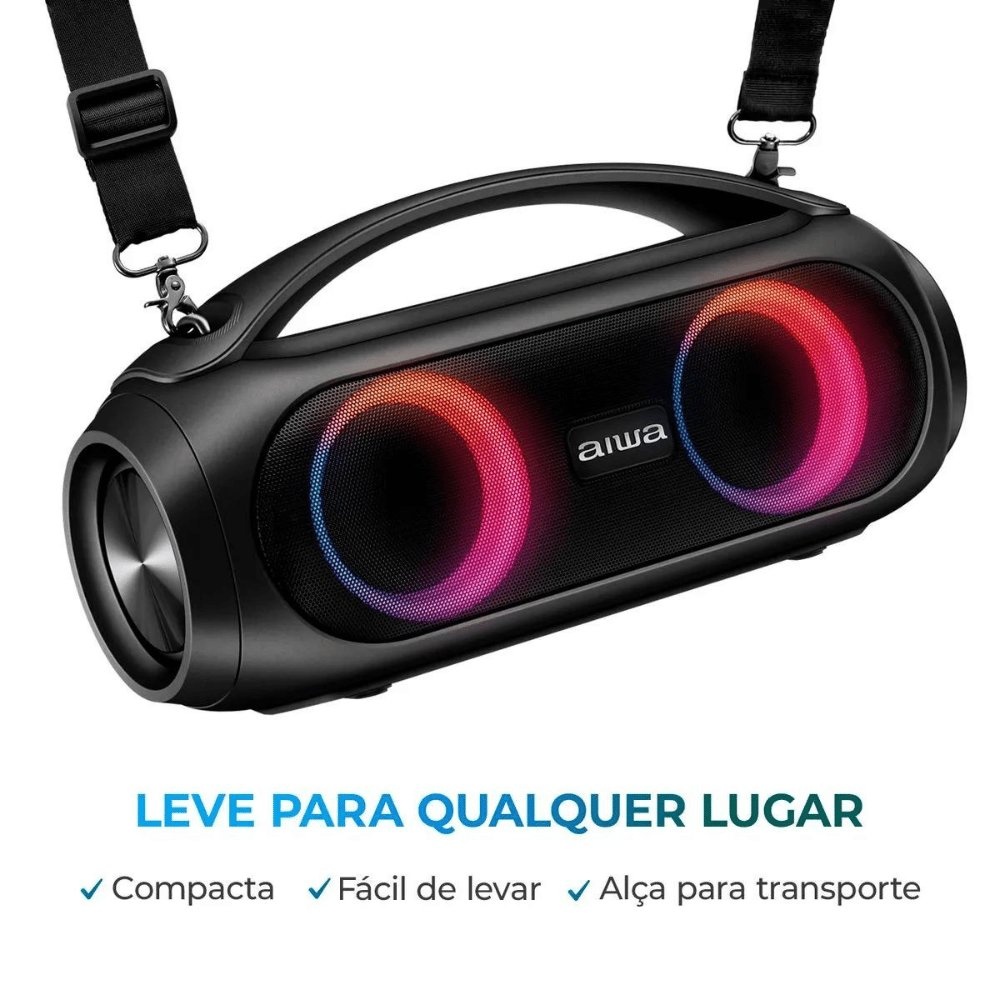 aiwa
LEVE PARA QUALQUER LUGAR
Compacta
Fácil de levar
Alça para transporte